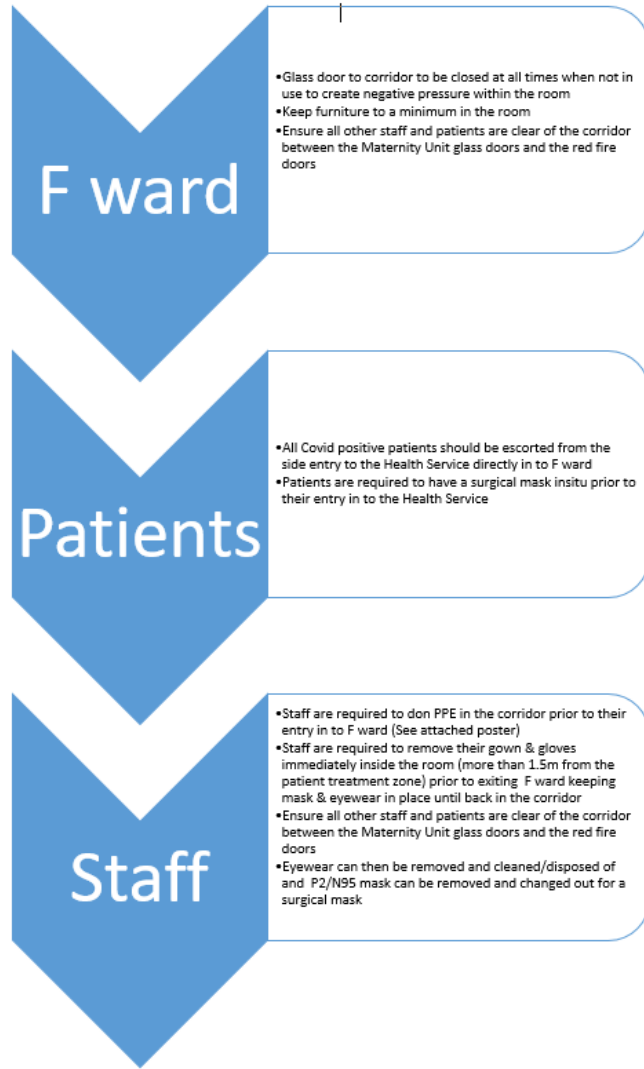 F ward
•Glass door to corridor to be closed at all times when not in
use to create negative pressure within the room
•Keep furniture to a minimum in the room
•Ensure all other staff and patients are clear of the corridor
between the Maternity Unit glass doors and the red fire
doors
Patients
•All Covid positive patients should be escorted from the
side entry to the Health Service directly in to F ward
•Patients are required to have a surgical mask insitu prior to
their entry in to the Health Service
Staff
•Staff are required to don PPE in the corridor prior to their
entry in to F ward (See attached poster)
•Staff are required to remove their gown & gloves
immediately inside the room (more than 1.5m from the
patient treatment zone) prior to exiting  F ward keeping
mask & eyewear in place until back in the corridor
•Ensure all other staff and patients are clear of the corridor
between the Maternity Unit glass doors and the red fire
doors
•Eyewear can then be removed and cleaned/disposed of
and  P2/N95 mask can be removed and changed out for a
surgical mask